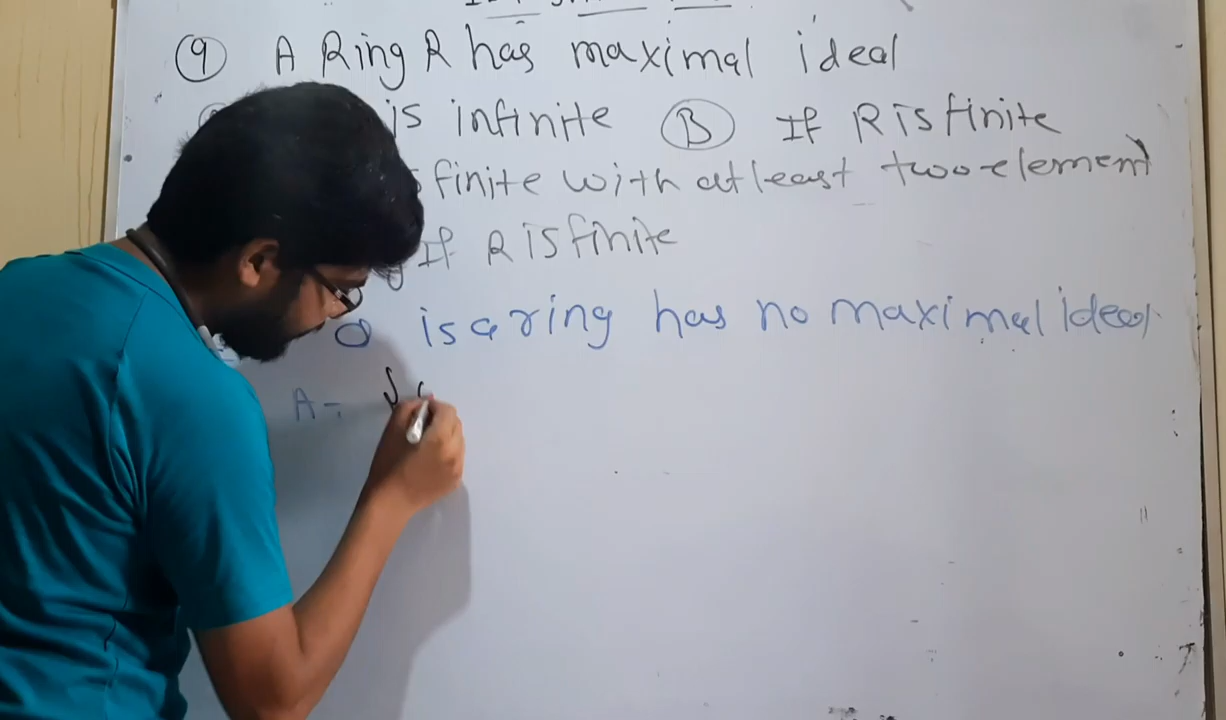 9 A Ring R has maximal ideal
is infinite B If R is finite
finite with atleast two element
If R is finite
is a ring has no maximal ideal
A =